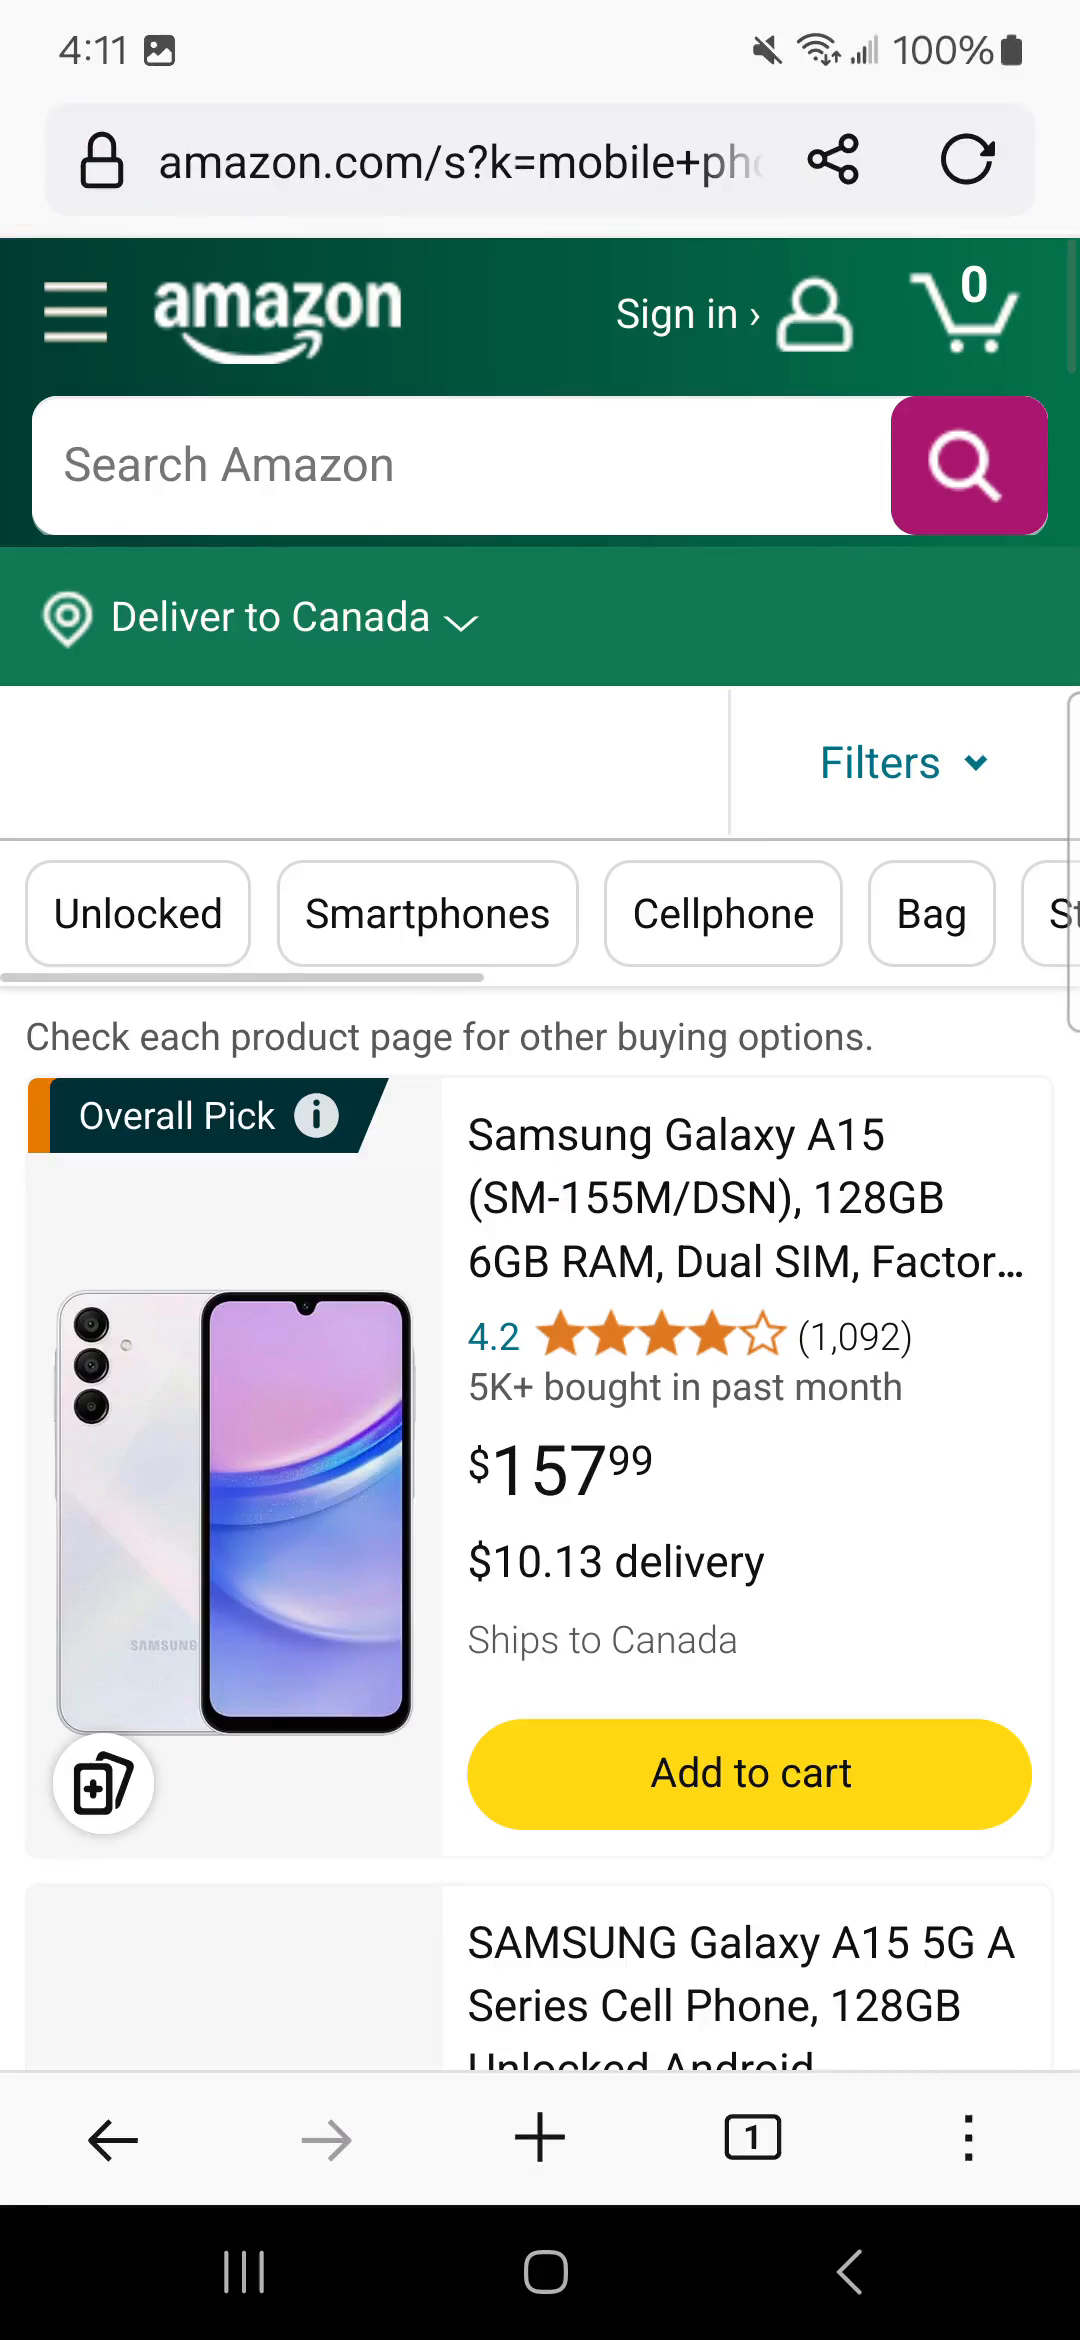 4:11
100%
amazon.com/s?k=mobile+pho
amazon
Sign in ›
0
Search Amazon
Deliver to Canada
Filters
Unlocked
Smartphones
Cellphone
Bag
St
Check each product page for other buying options.
Overall Pick
Samsung Galaxy A15
(SM-155M/DSN), 128GB
6GB RAM, Dual SIM, Factor...
4.2 (1,092)
5K+ bought in past month
$157 99
$10.13 delivery
Ships to Canada
SAMSUNG
Add to cart
SAMSUNG Galaxy A15 5G A
Series Cell Phone, 128GB
Unlocked Android
1